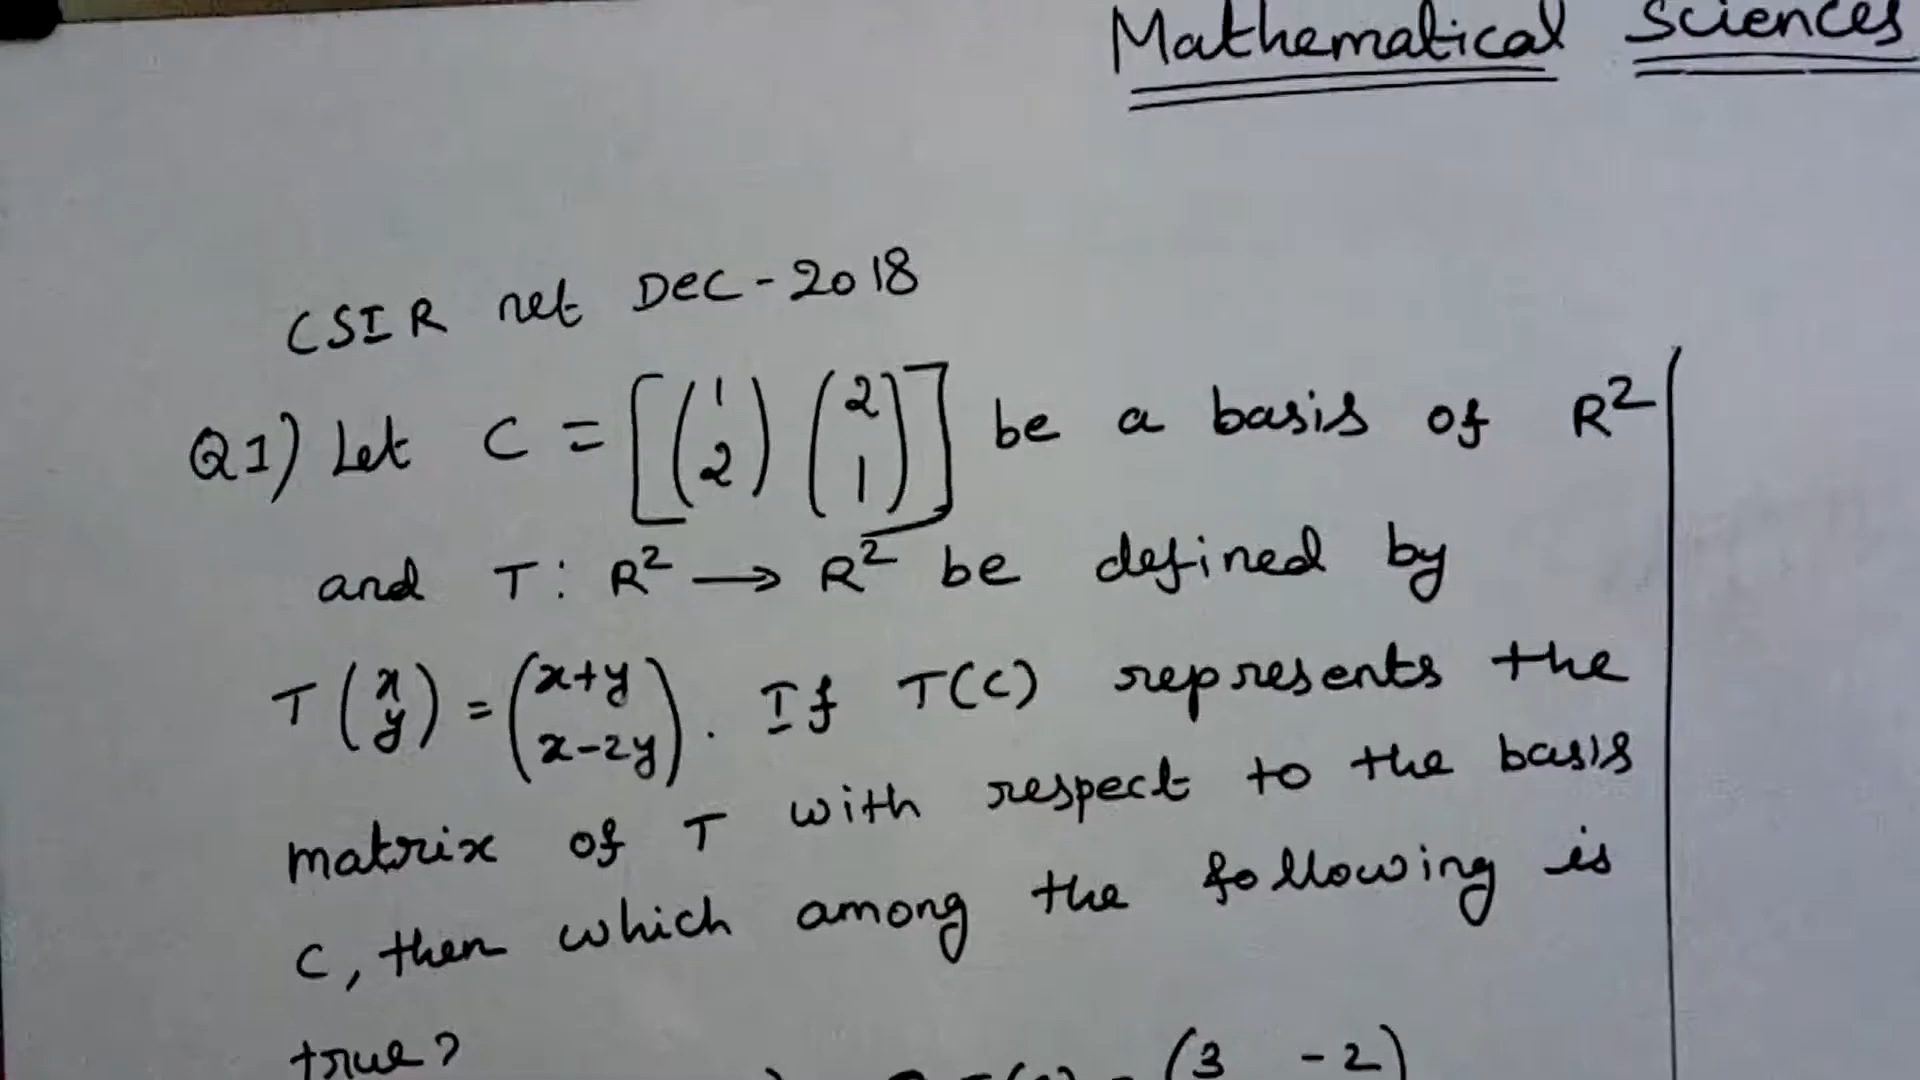 Mathematical Sciences
CSIR net Dec-2018
Q1) Let C = [(1 2) (2 1)] be a basis of R²
and T: R² → R² be defined by
T(x y) = (x+y x-2y). If T(C) represents the
matrix of T with respect to the basis
C, then which among the following is
true?
(3 -2)